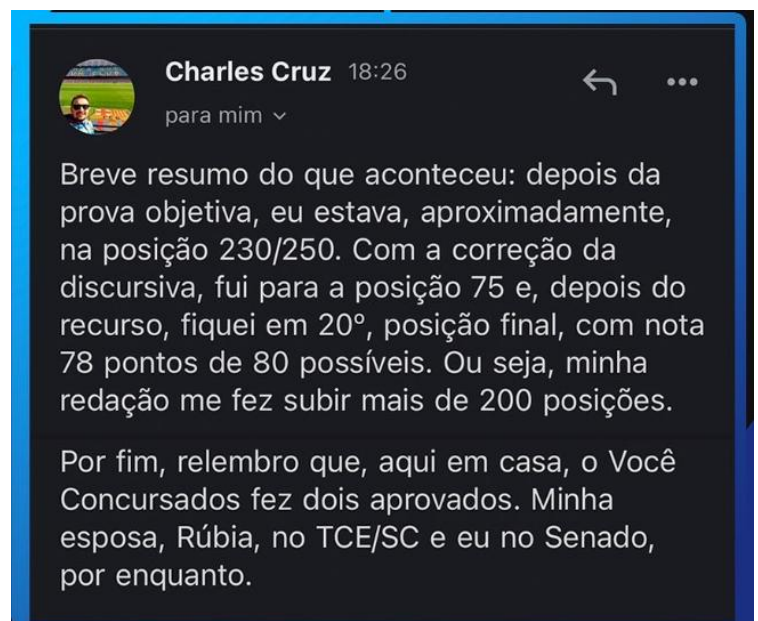 Charles Cruz 18:26
para mim
Breve resumo do que aconteceu: depois da
prova objetiva, eu estava, aproximadamente,
na posição 230/250. Com a correção da
discursiva, fui para a posição 75 e, depois do
recurso, fiquei em 20º, posição final, com nota
78 pontos de 80 possíveis. Ou seja, minha
redação me fez subir mais de 200 posições.
Por fim, relembro que, aqui em casa, o Você
Concursados fez dois aprovados. Minha
esposa, Rúbia, no TCE/SC e eu no Senado,
por enquanto.